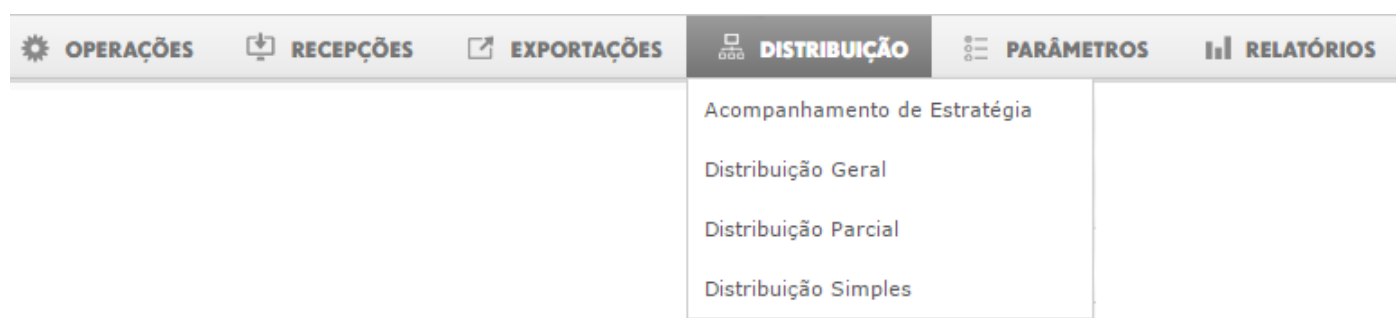 OPERAÇÕES RECEPÇÕES EXPORTAÇÕES DISTRIBUIÇÃO PARÂMETROS RELATÓRIOS
Acompanhamento de Estratégia
Distribuição Geral
Distribuição Parcial
Distribuição Simples